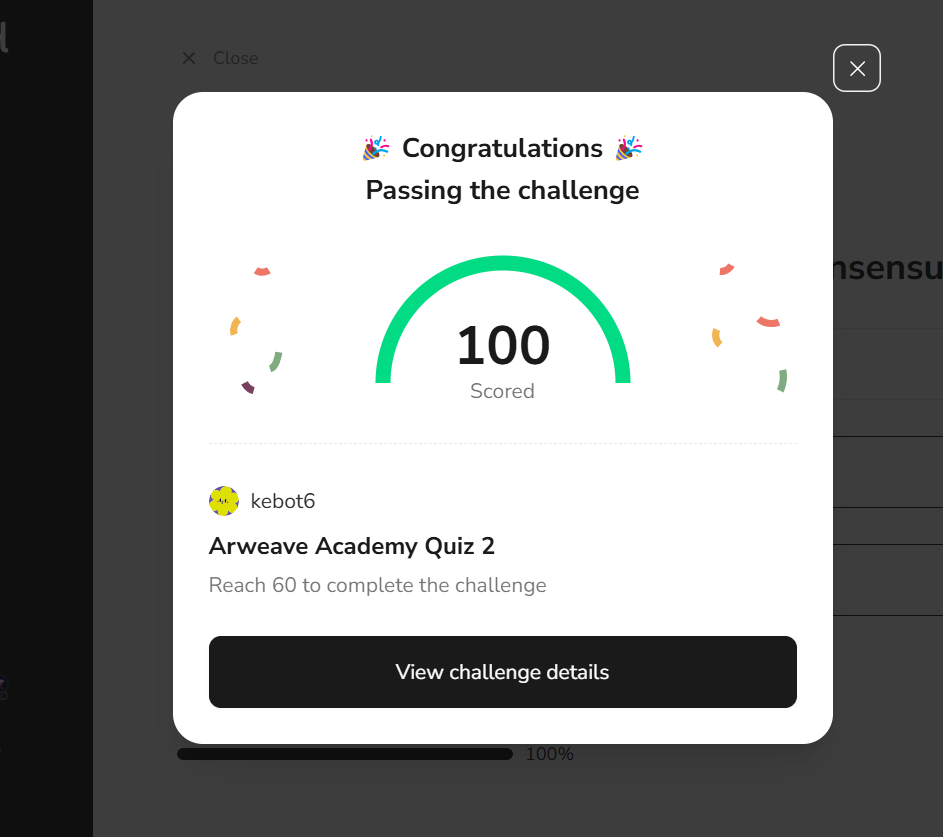 Close
🎉 Congratulations 🎉
Passing the challenge
100
Scored
kebot6
Arweave Academy Quiz 2
Reach 60 to complete the challenge
View challenge details
100%